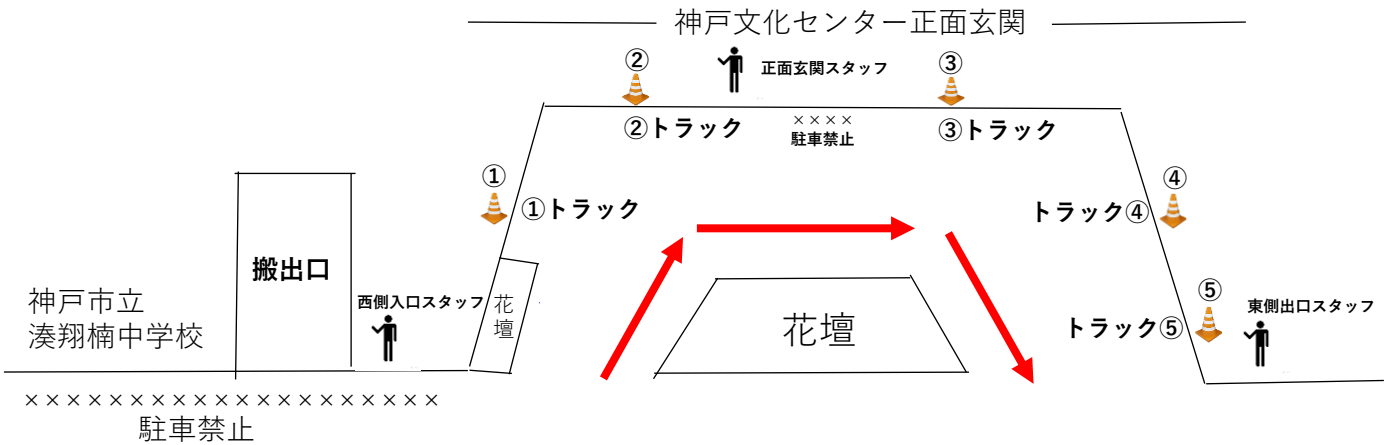 神戸文化センター正面玄関
②
正面玄関スタッフ
③
②トラック
××××
駐車禁止
③トラック
①
①トラック
④
トラック④
搬出口
神戸市立
湊翔楠中学校
西側入口スタッフ
花
壇
花壇
⑤
トラック⑤
東側出口スタッフ
××××××××××××××××××××
駐車禁止